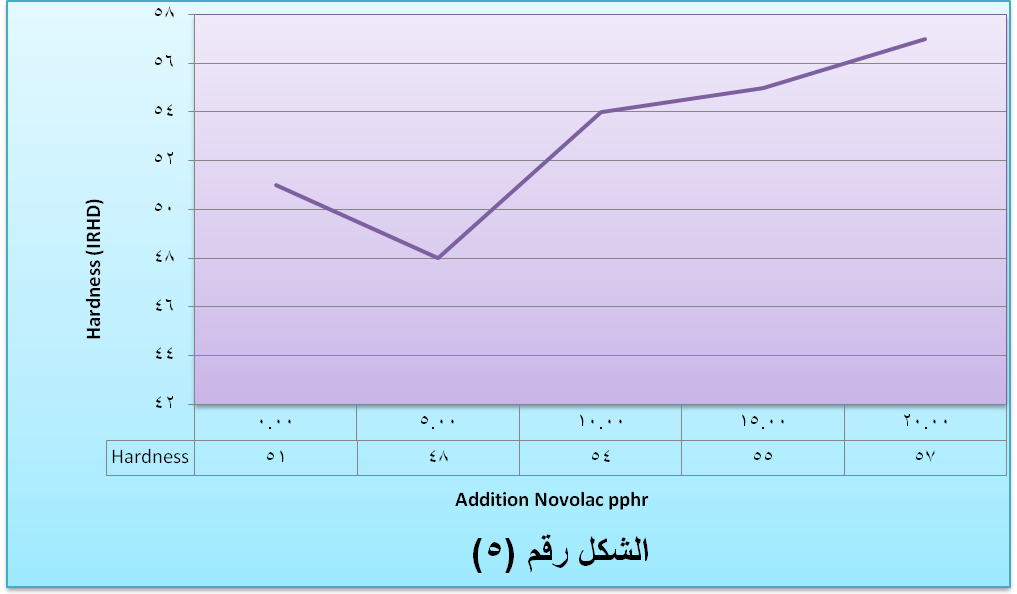 ٥٨
٥٦
٥٤
٥٢
٥٠
٤٨
٤٦
٤٤
٤٢
Hardness (IRHD)
٠.٠٠ ٥.٠٠ ١٠.٠٠ ١٥.٠٠ ٢٠.٠٠
Hardness ٥١ ٤٨ ٥٤ ٥٥ ٥٧
Addition Novolac pphr
الشكل رقم (٥)